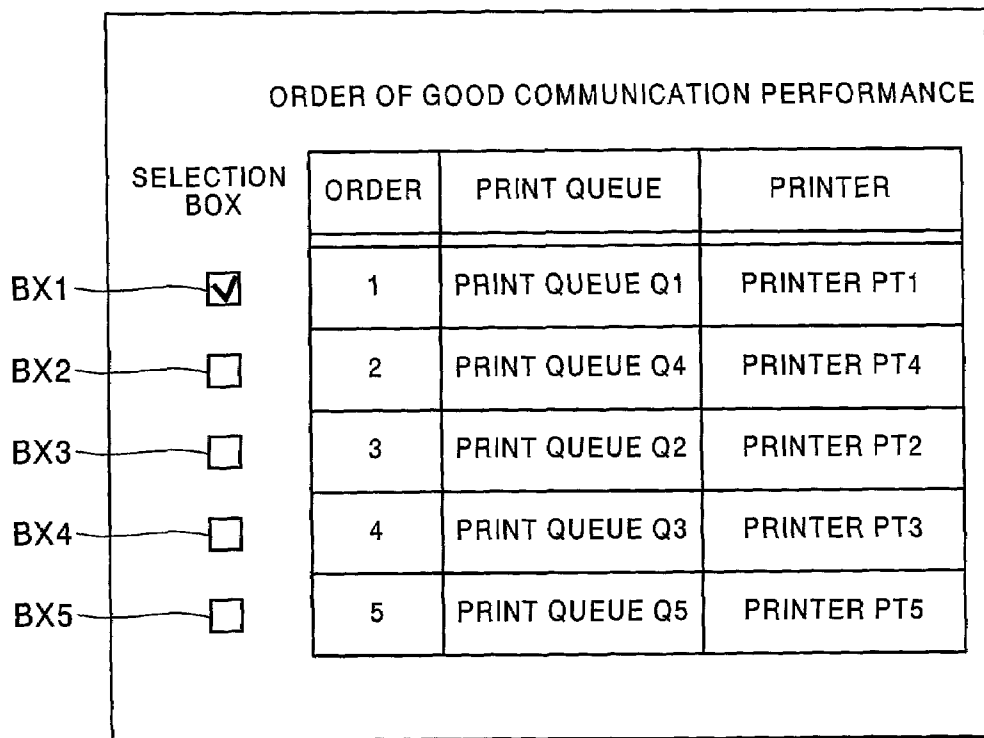 ORDER OF GOOD COMMUNICATION PERFORMANCE
SELECTION BOX ORDER PRINT QUEUE PRINTER
BX1 1 PRINT QUEUE Q1 PRINTER PT1
BX2 2 PRINT QUEUE Q4 PRINTER PT4
BX3 3 PRINT QUEUE Q2 PRINTER PT2
BX4 4 PRINT QUEUE Q3 PRINTER PT3
BX5 5 PRINT QUEUE Q5 PRINTER PT5